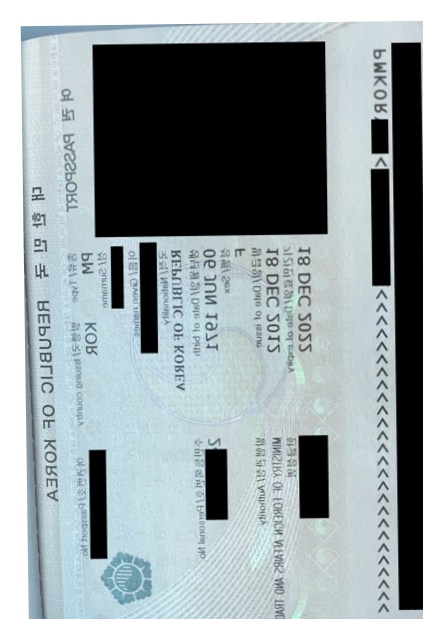 대한민국 REPUBLIC OF KOREA
여권 PASSPORT
종류/Type
PM
발행국/Issuing country
KOR
여권번호/Passport No
성/Surname
이름/Given names
국적/Nationality
REPUBLIC OF KOREA
생년월일/Date of birth
06 JUN 1971
주민등록번호/Personal No
2
성별/Sex
F
발급일/Date of issue
18 DEC 2012
발행관청/Authority
MINISTRY OF FOREIGN AFFAIRS AND TRAD
기간만료일/Date of expiry
18 DEC 2022
한글성명
PMKOR
<
<<<<<<<<<<<<<<<<<<<<<<<<<<